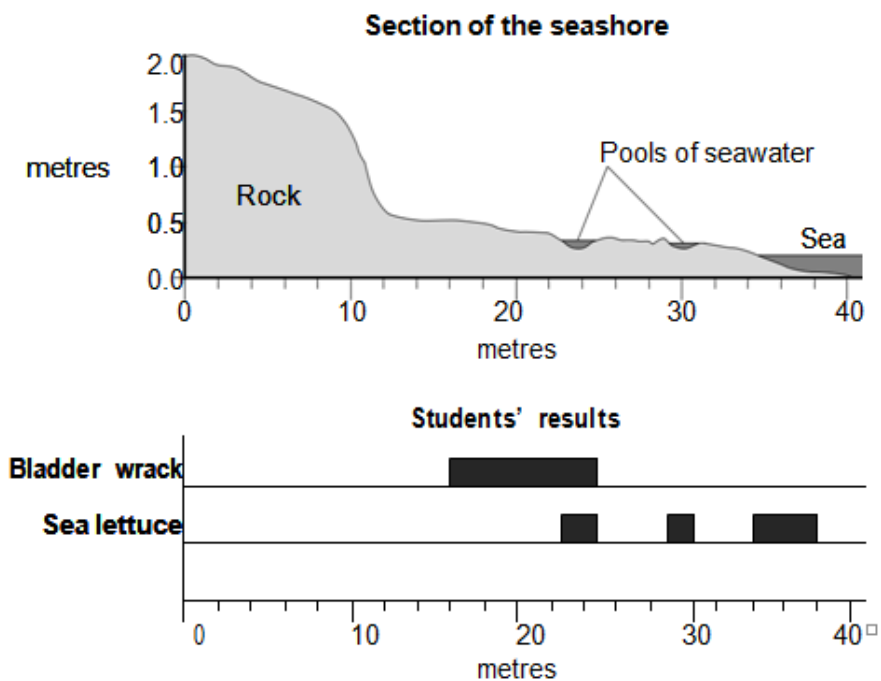 Section of the seashore
2.0
1.5
metres
1.0
0.5
0.0
Rock
Pools of seawater
Sea
0 10 20 30 40
metres
Students' results
Bladder wrack
Sea lettuce
0 10 20 30 40
metres